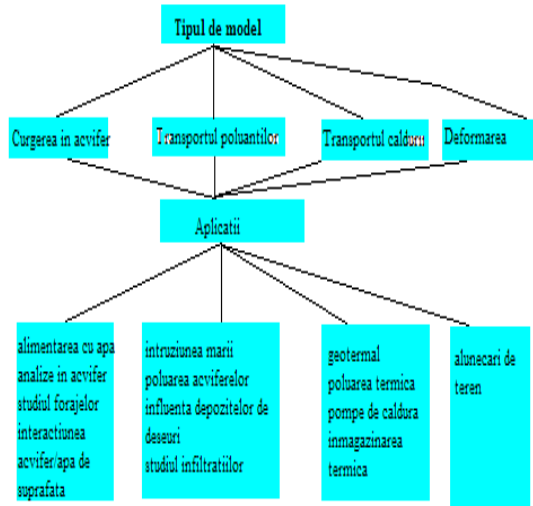 Tipul de model
Curgerea in acvifer
Transportul poluantilor
Transportul caldurii
Deformarea
Aplicatii
alimentarea cu apa
analize in acvifer
studiul forajelor
interactiunea
acvifer/apa de
suprafata
intruziunea marii
poluarea acviferelor
influenta depozitelor de
deseuri
studiul infiltratiilor
geotermal
poluarea termica
pompe de caldura
inmagazinarea
termica
alunecari de
teren